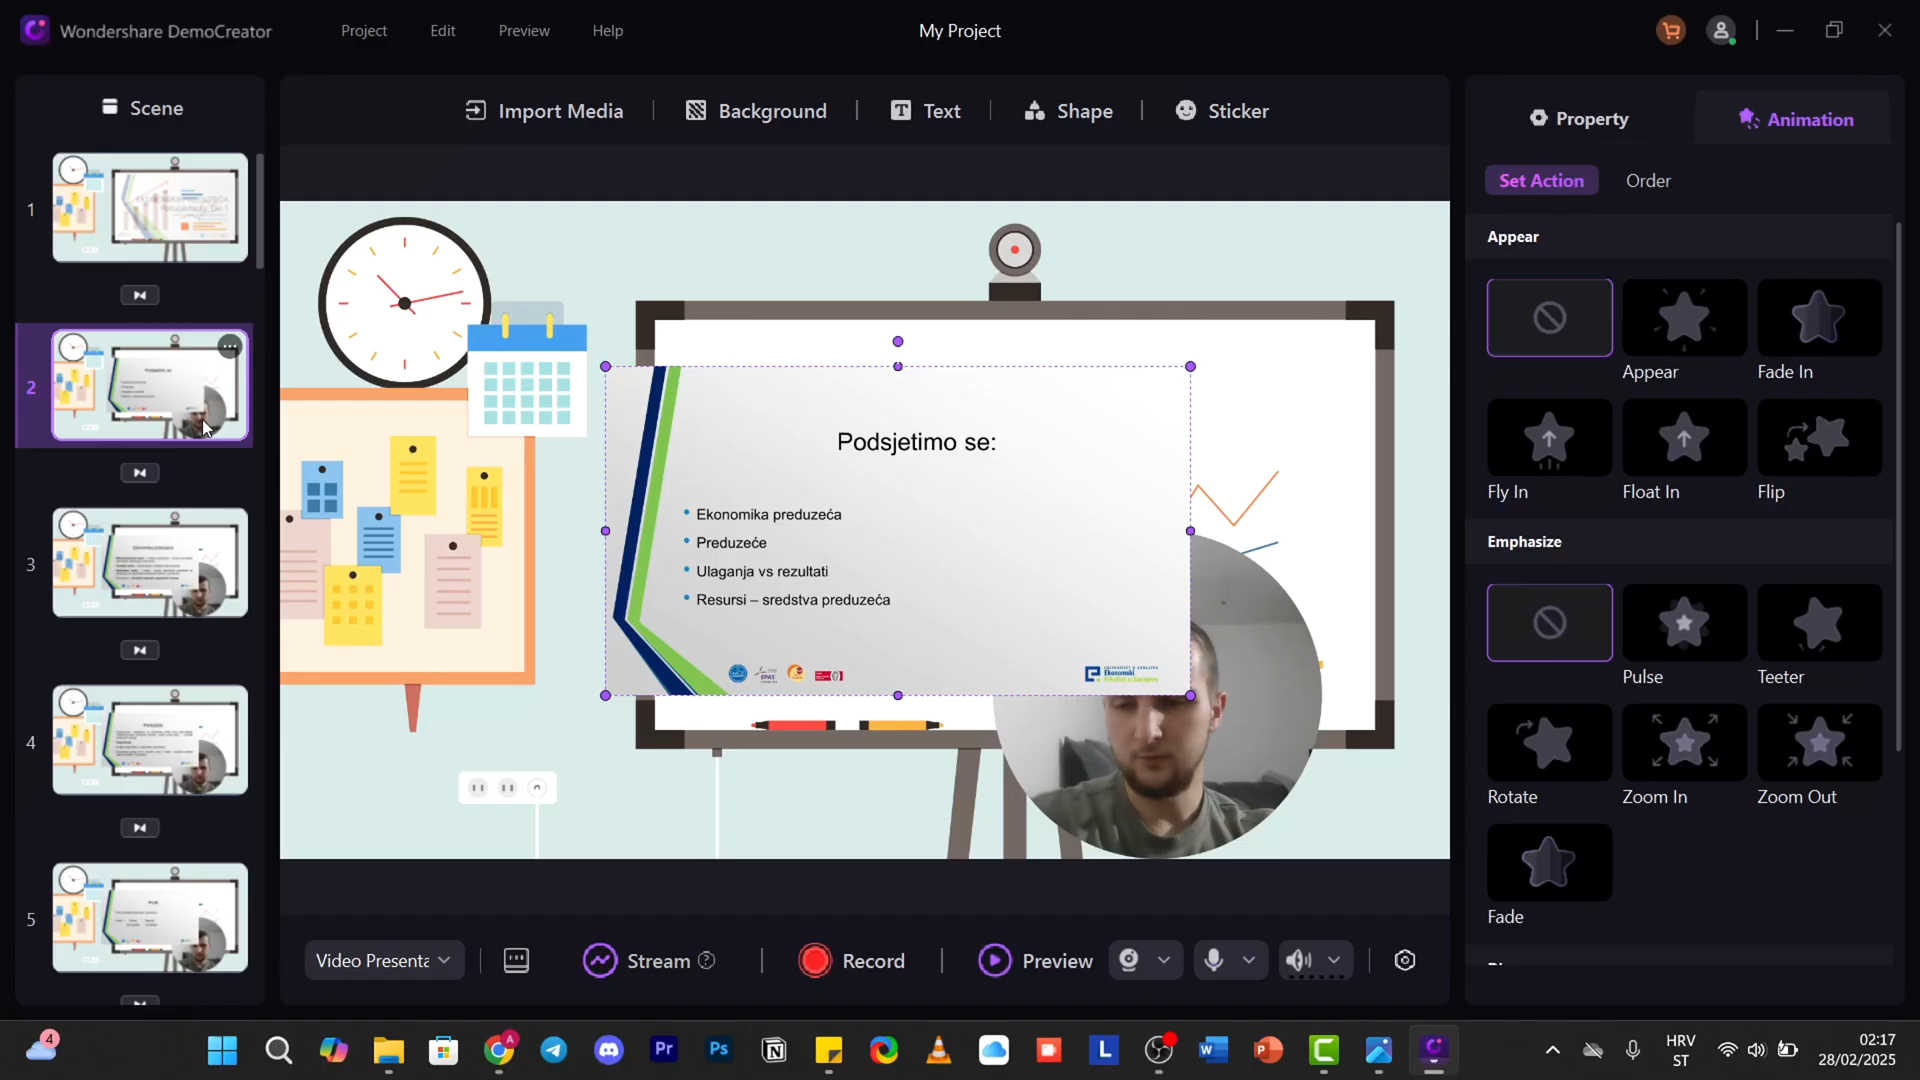 Wondershare DemoCreator
Project
Edit
Preview
Help
My Project
Scene
Import Media
Background
Text
Shape
Sticker
Property
Animation
Set Action
Order
Appear
Appear
Fade In
Fly In
Float In
Flip
Emphasize
Pulse
Teeter
Rotate
Zoom In
Zoom Out
Fade
1
2
3
4
5
Podsjetimo se:
Ekonomika preduzeća
Preduzeće
Ulaganja vs rezultati
Resursi – sredstva preduzeća
Video Presenta
Stream
Record
Preview
HRV
ST
02:17
28/02/2025
4